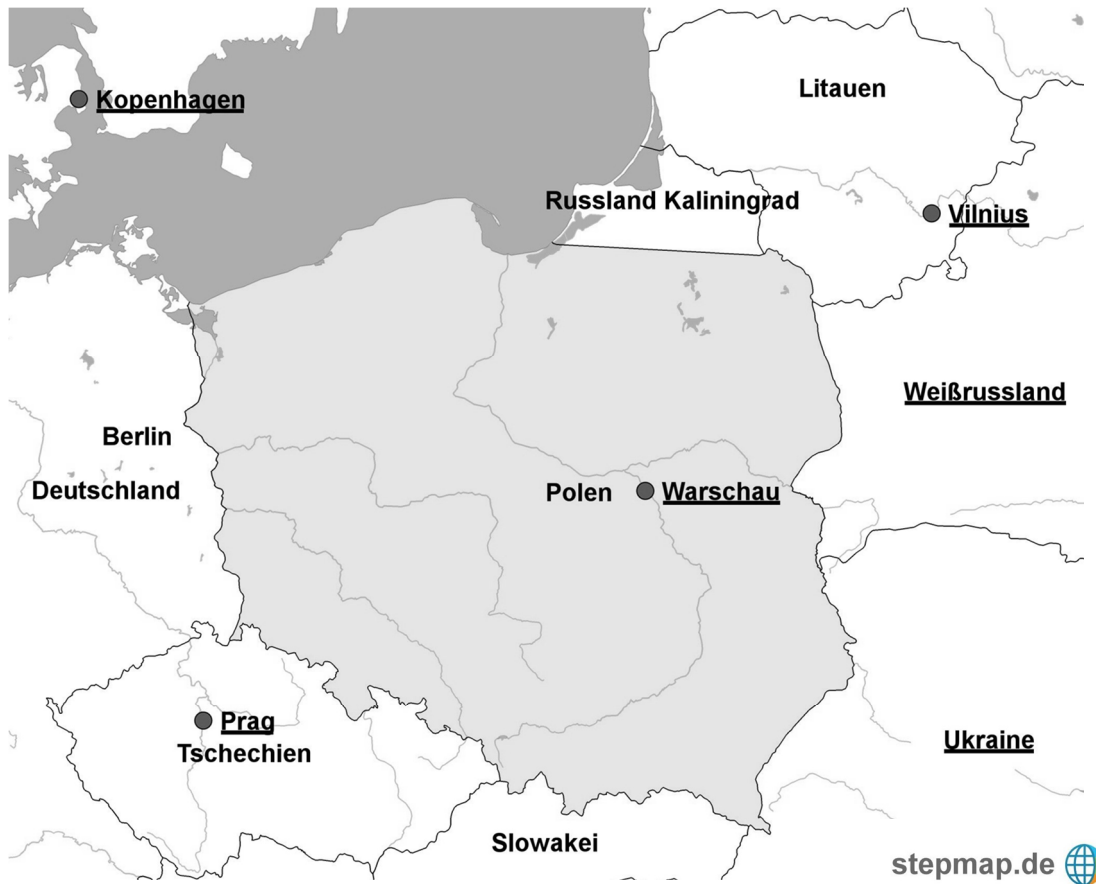 Litauen
Kopenhagen
Russland Kaliningrad
Vilnius
Weißrussland
Berlin
Deutschland
Polen
Warschau
Prag
Tschechien
Ukraine
Slowakei
stepmap.de